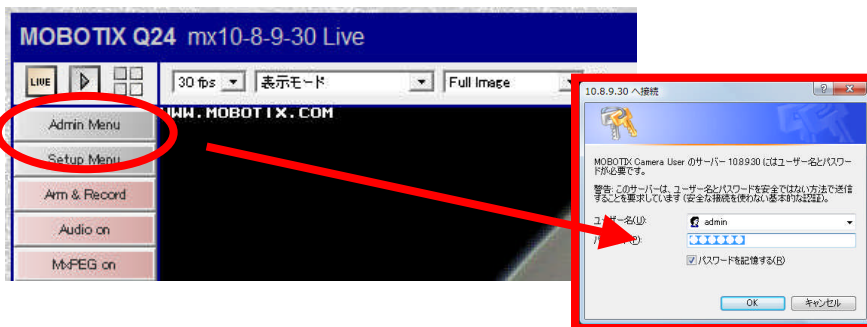 MOBOTIX Q24 mx10-8-9-30 Live
LIVE
30 fps 表示モード Full Image
WWW.MOBOTIX.COM
Admin Menu
Setup Menu
Arm & Record
Audio on
MxPEG on
10.8.9.30 へ接続
MOBOTIX Camera User のサーバー 10.8.9.30 にはユーザー名とパスワー
ドが必要です。
警告: このサーバーは、ユーザー名とパスワードを安全ではない方法で送信
することを要求しています (安全な接続を使わない基本的な認証)。
ユーザー名(U):
admin
パスワードを記憶する(R)
OK キャンセル